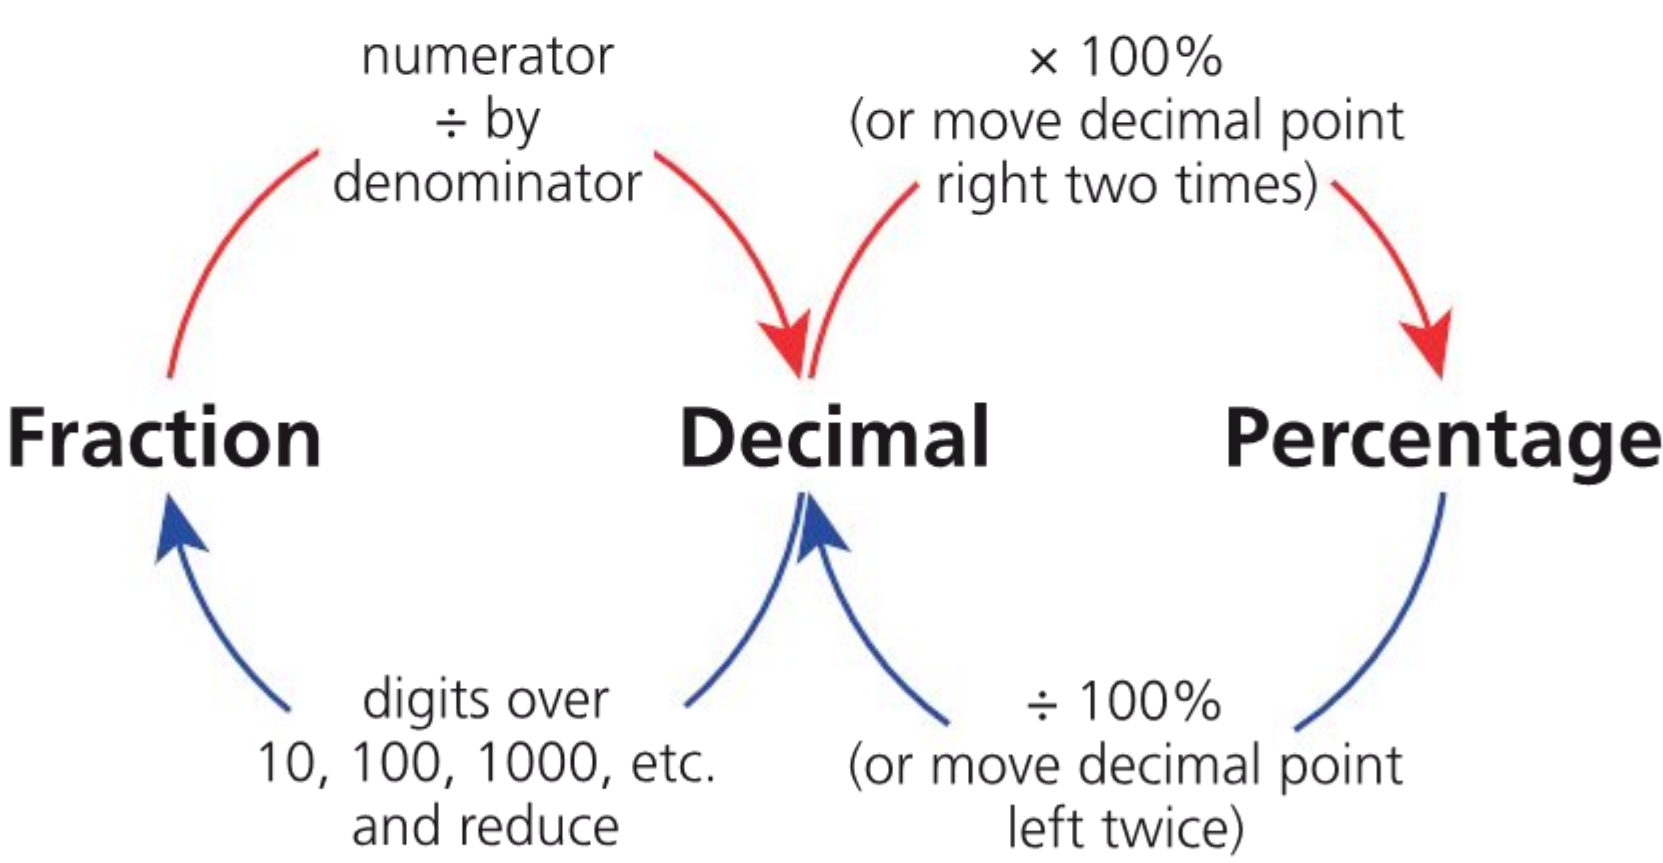 numerator
÷ by
denominator
× 100%
(or move decimal point
right two times)
Fraction
Decimal
Percentage
digits over
10, 100, 1000, etc.
and reduce
÷ 100%
(or move decimal point
left twice)